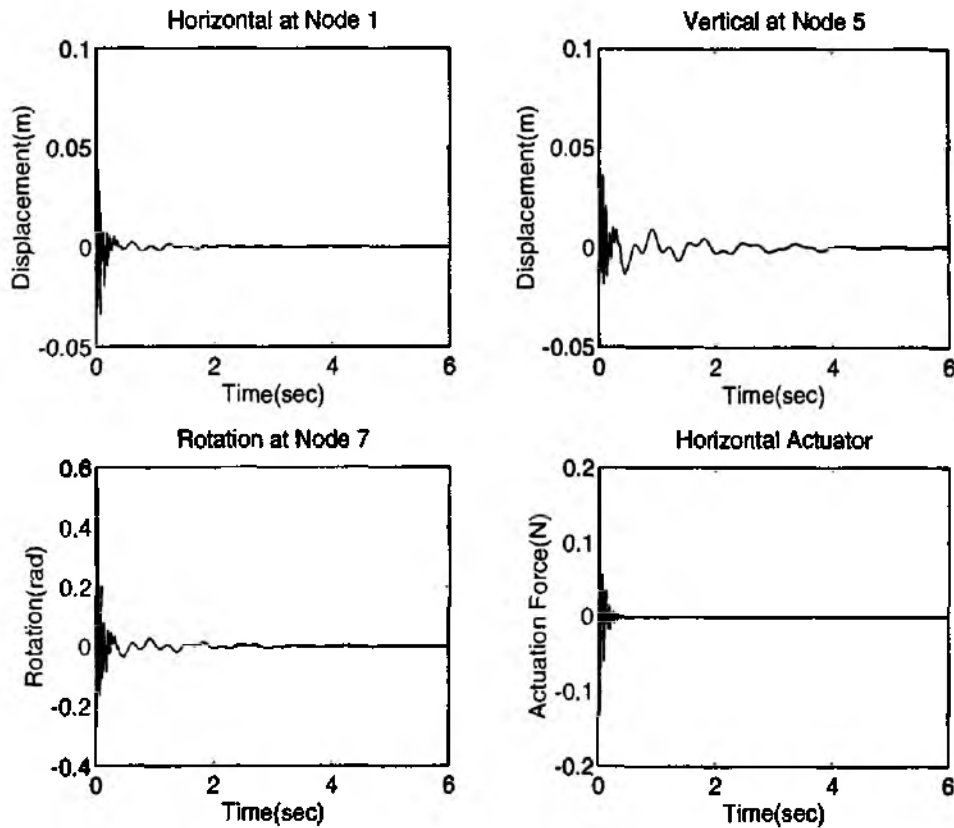 Horizontal at Node 1
0.1
0.05
0
-0.05
Displacement(m)
0 2 4 6
Time(sec)
Vertical at Node 5
0.1
0.05
0
-0.05
Displacement(m)
0 2 4 6
Time(sec)
Rotation at Node 7
0.6
0.4
0.2
0
-0.2
-0.4
Rotation(rad)
0 2 4 6
Time(sec)
Horizontal Actuator
0.2
0.1
0
-0.1
-0.2
Actuation Force(N)
0 2 4 6
Time(sec)